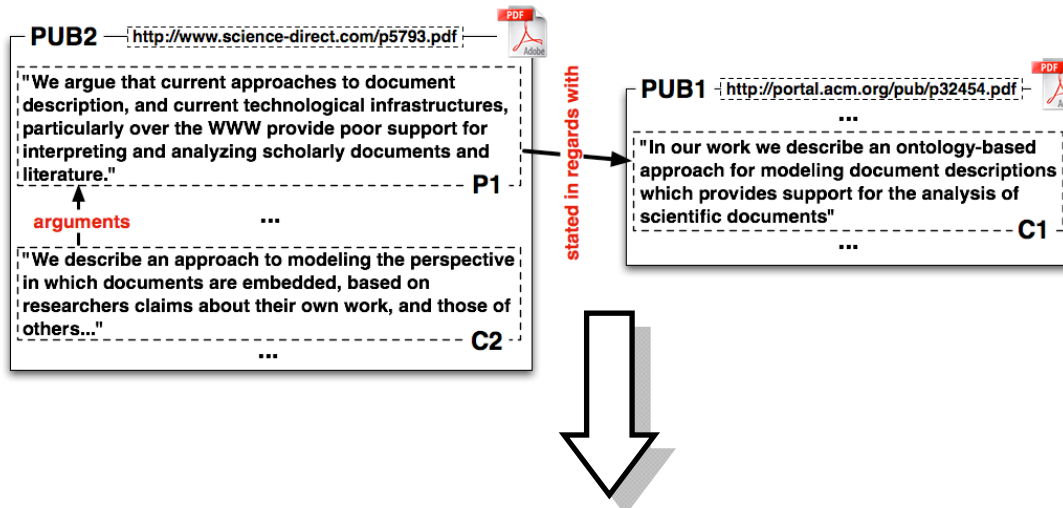 PUB2
http://www.science-direct.com/p5793.pdf
PDF
Adobe
"We argue that current approaches to document
description, and current technological infrastructures,
particularly over the WWW provide poor support for
interpreting and analyzing scholarly documents and
literature."
P1
arguments
...
"We describe an approach to modeling the perspective
in which documents are embedded, based on
researchers claims about their own work, and those of
others..."
C2
...
stated in regards with
PUB1
http://portal.acm.org/pub/p32454.pdf
PDF
...
"In our work we describe an ontology-based
approach for modeling document descriptions
which provides support for the analysis of
scientific documents"
C1
...